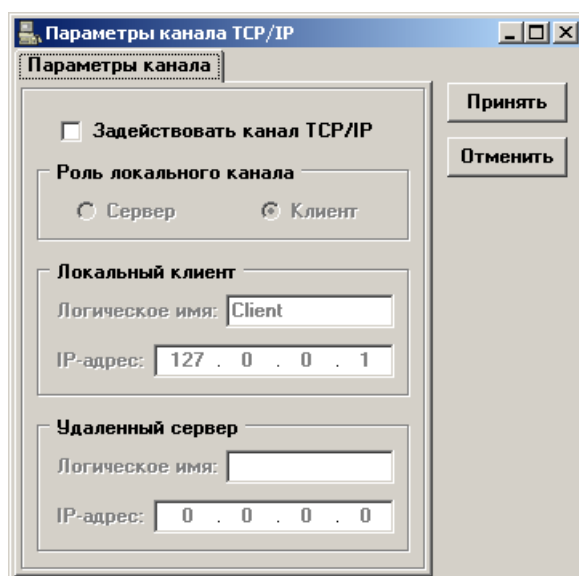 Параметры канала TCP/IP
Параметры канала
Принять
Отменить
Задействовать канал TCP/IP
Роль локального канала
Сервер Клиент
Локальный клиент
Логическое имя: Client
IP-адрес: 127 . 0 . 0 . 1
Удаленный сервер
Логическое имя:
IP-адрес: 0 . 0 . 0 . 0